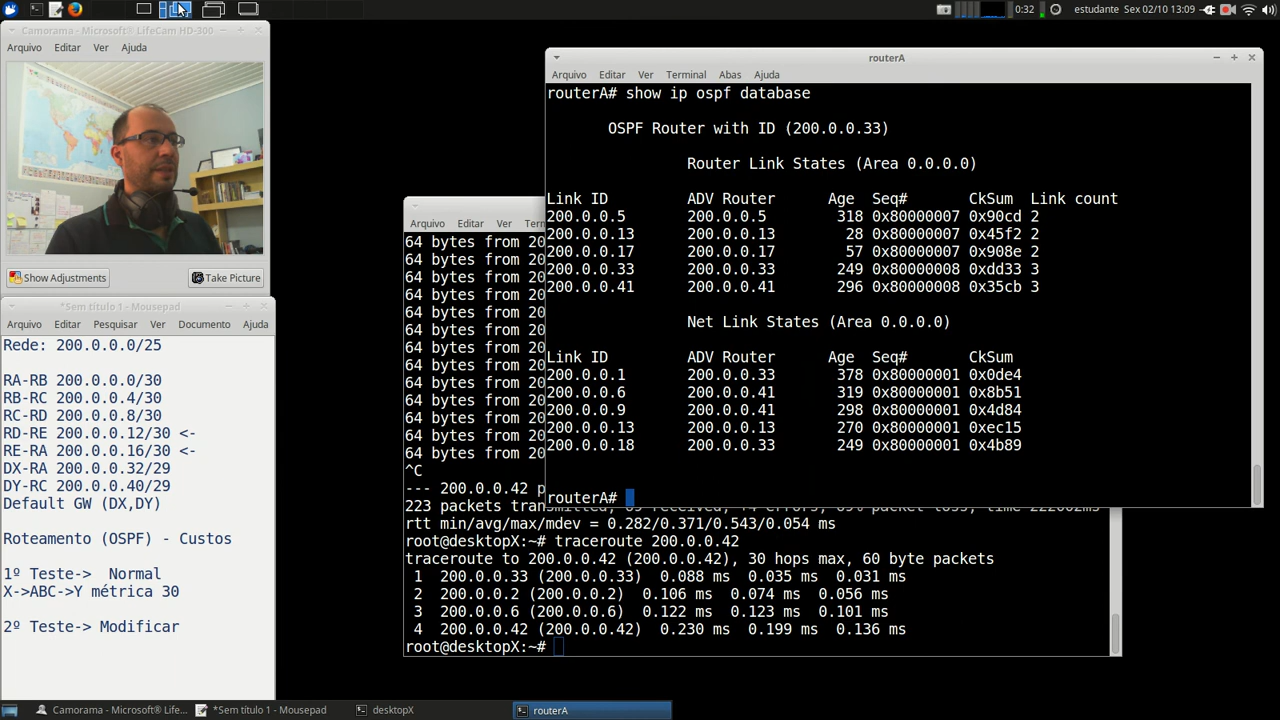 0:32
estudante Sex 02/10 13:09
Camorama - Microsoft® LifeCam HD-300
Arquivo Editar Ver Ajuda
Show Adjustments
Take Picture
*Sem título 1 - Mousepad
Arquivo Editar Pesquisar Ver Documento Ajuda
Rede: 200.0.0.0/25
RA-RB 200.0.0.0/30
RB-RC 200.0.0.4/30
RC-RD 200.0.0.8/30
RD-RE 200.0.0.12/30 <-
RE-RA 200.0.0.16/30 <-
DX-RA 200.0.0.32/29
DY-RC 200.0.0.40/29
Default GW (DX,DY)
Roteamento (OSPF) - Custos
1º Teste-> Normal
X->ABC->Y métrica 30
2º Teste-> Modificar
routerA
Arquivo Editar Ver Terminal Abas Ajuda
routerA# show ip ospf database
OSPF Router with ID (200.0.0.33)
Router Link States (Area 0.0.0.0)
Link ID ADV Router Age Seq# CkSum Link count
200.0.0.5 200.0.0.5 318 0x80000007 0x90cd 2
200.0.0.13 200.0.0.13 28 0x80000007 0x45f2 2
200.0.0.17 200.0.0.17 57 0x80000007 0x908e 2
200.0.0.33 200.0.0.33 249 0x80000008 0xdd33 3
200.0.0.41 200.0.0.41 296 0x80000008 0x35cb 3
Net Link States (Area 0.0.0.0)
Link ID ADV Router Age Seq# CkSum
200.0.0.1 200.0.0.33 378 0x80000001 0x0de4
200.0.0.6 200.0.0.41 319 0x80000001 0x8b51
200.0.0.9 200.0.0.41 298 0x80000001 0x4d84
200.0.0.13 200.0.0.13 270 0x80000001 0xec15
200.0.0.18 200.0.0.33 249 0x80000001 0x4b89
routerA#
Arquivo Editar Ver Tern
64 bytes from 20
64 bytes from 20
64 bytes from 20
64 bytes from 20
64 bytes from 20
64 bytes from 20
64 bytes from 20
64 bytes from 20
64 bytes from 20
64 bytes from 20
64 bytes from 20
64 bytes from 20
64 bytes from 20
^C
--- 200.0.0.42 p
223 packets transmitted,
rtt min/avg/max/mdev = 0.282/0.371/0.543/0.054 ms
root@desktopX:~# traceroute 200.0.0.42
traceroute to 200.0.0.42 (200.0.0.42), 30 hops max, 60 byte packets
1 200.0.0.33 (200.0.0.33) 0.088 ms 0.035 ms 0.031 ms
2 200.0.0.2 (200.0.0.2) 0.106 ms 0.074 ms 0.056 ms
3 200.0.0.6 (200.0.0.6) 0.122 ms 0.123 ms 0.101 ms
4 200.0.0.42 (200.0.0.42) 0.230 ms 0.199 ms 0.136 ms
root@desktopX:~#
Camorama - Microsoft® LifeC...
*Sem título 1 - Mousepad
desktopX
routerA